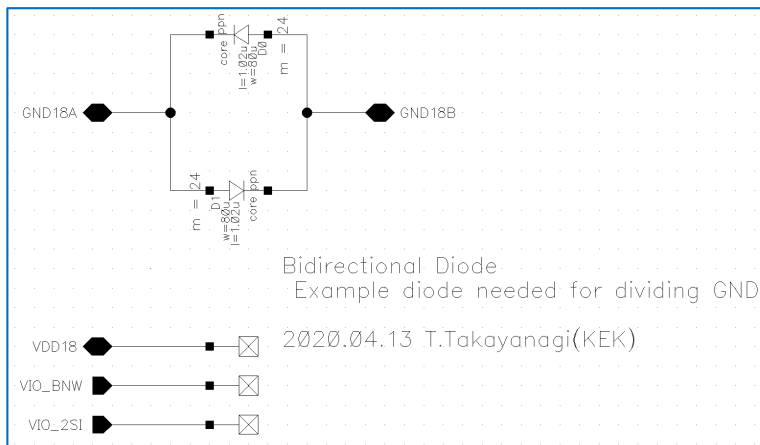 core ppn
l=1.02u
w=80u
D0
m = 24
GND18A
GND18B
m = 24
D1
w=80u
l=1.02u
core ppn
Bidirectional Diode
Example diode needed for dividing GND
2020.04.13 T.Takayanagi(KEK)
VDD18
VIO_BNW
VIO_2SI